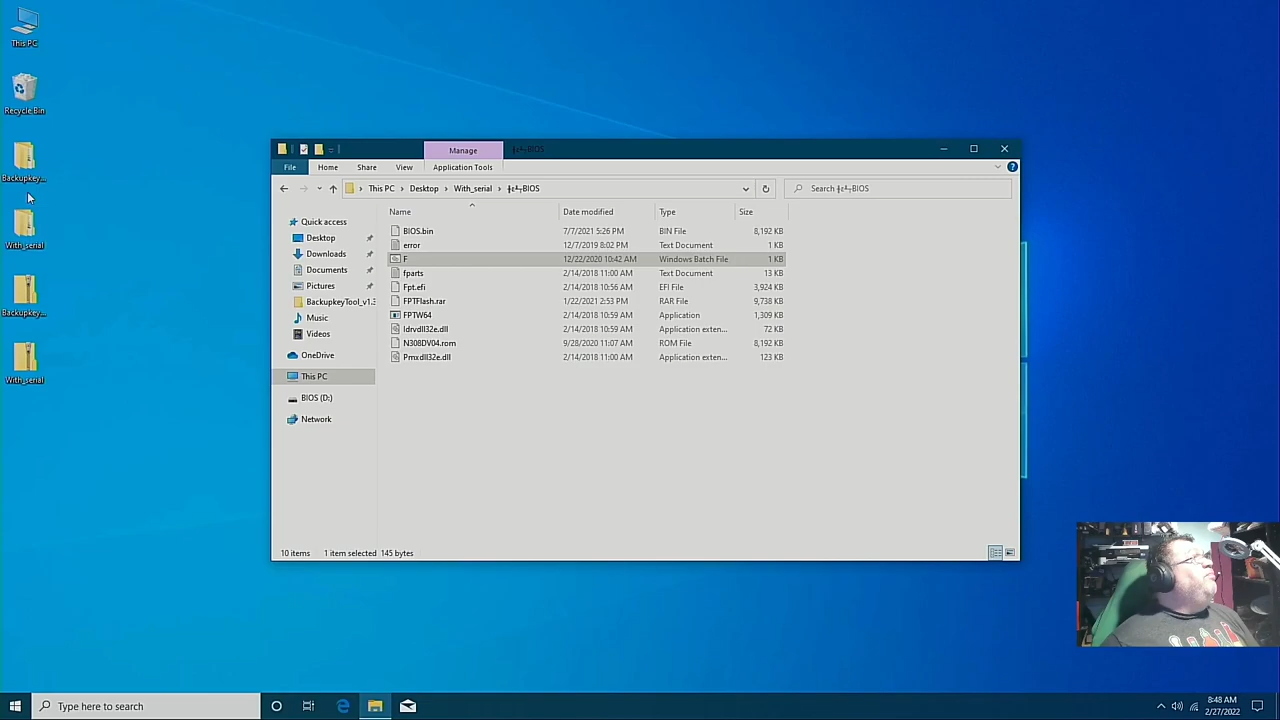 This PC
Recycle Bin
Backupkey...
With_serial
Backupkey...
With_serial
Manage
File
Home
Share
View
Application Tools
This PC > Desktop > With_serial >
Search
Name
Date modified
Type
Size
Quick access
Desktop
Downloads
Documents
Pictures
BackupkeyTool_v1.3
Music
Videos
OneDrive
This PC
BIOS (D:)
Network
BIOS.bin 7/7/2021 5:26 PM BIN File 8,192 KB
error 12/7/2019 8:02 PM Text Document 1 KB
F 12/22/2020 10:42 AM Windows Batch File 1 KB
fparts 2/14/2018 11:00 AM Text Document 13 KB
Fpt.efi 2/14/2018 10:56 AM EFI File 3,924 KB
FPTFlash.rar 1/22/2021 2:53 PM RAR File 9,738 KB
FPTW64 2/14/2018 10:59 AM Application 1,309 KB
Idrvdll32e.dll 2/14/2018 10:59 AM Application exten... 72 KB
N308DV04.rom 9/28/2020 11:07 AM ROM File 8,192 KB
Pmxdll32e.dll 2/14/2018 11:00 AM Application exten... 123 KB
10 items 1 item selected 145 bytes
Type here to search
8:48 AM
2/27/2022